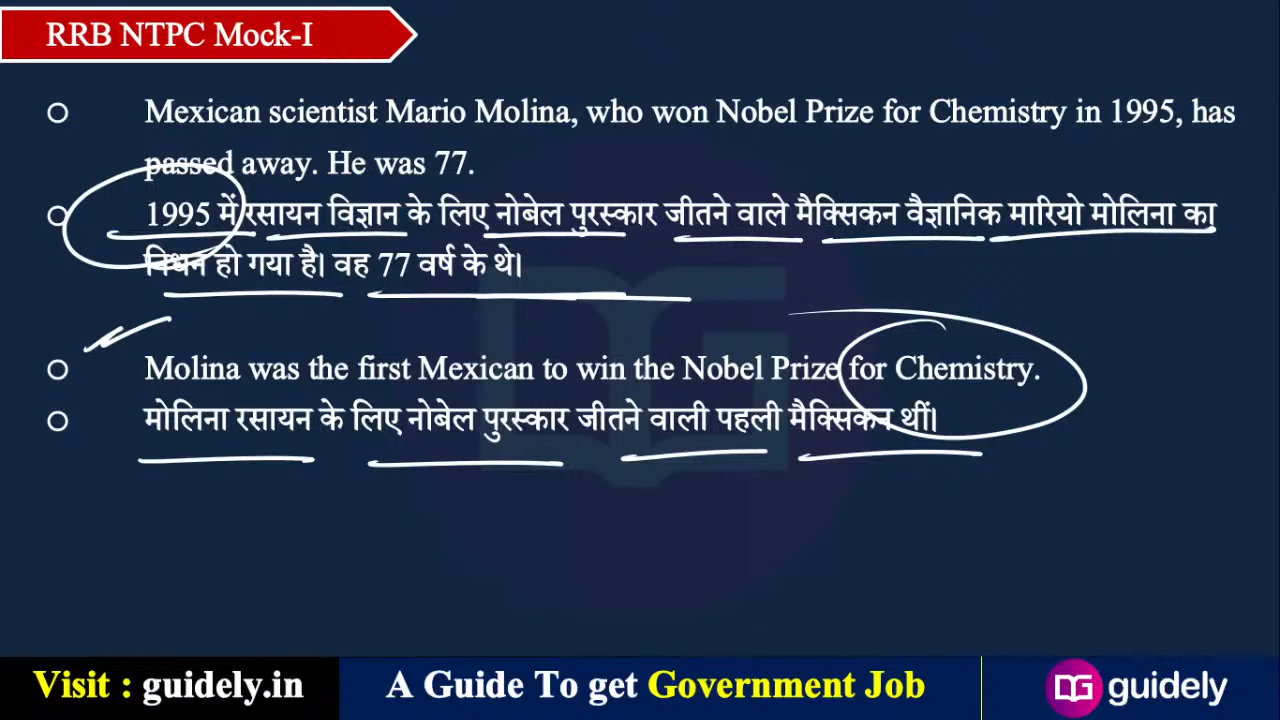 RRB NTPC Mock-I
Mexican scientist Mario Molina, who won Nobel Prize for Chemistry in 1995, has
passed away. He was 77.
1995 में रसायन विज्ञान के लिए नोबेल पुरस्कार जीतने वाले मैक्सिकन वैज्ञानिक मारियो मोलिना का
निधन हो गया है। वह 77 वर्ष के थे।
Molina was the first Mexican to win the Nobel Prize for Chemistry.
मोलिना रसायन के लिए नोबेल पुरस्कार जीतने वाली पहली मैक्सिकन थीं।
Visit : guidely.in
A Guide To get Government Job
guidely